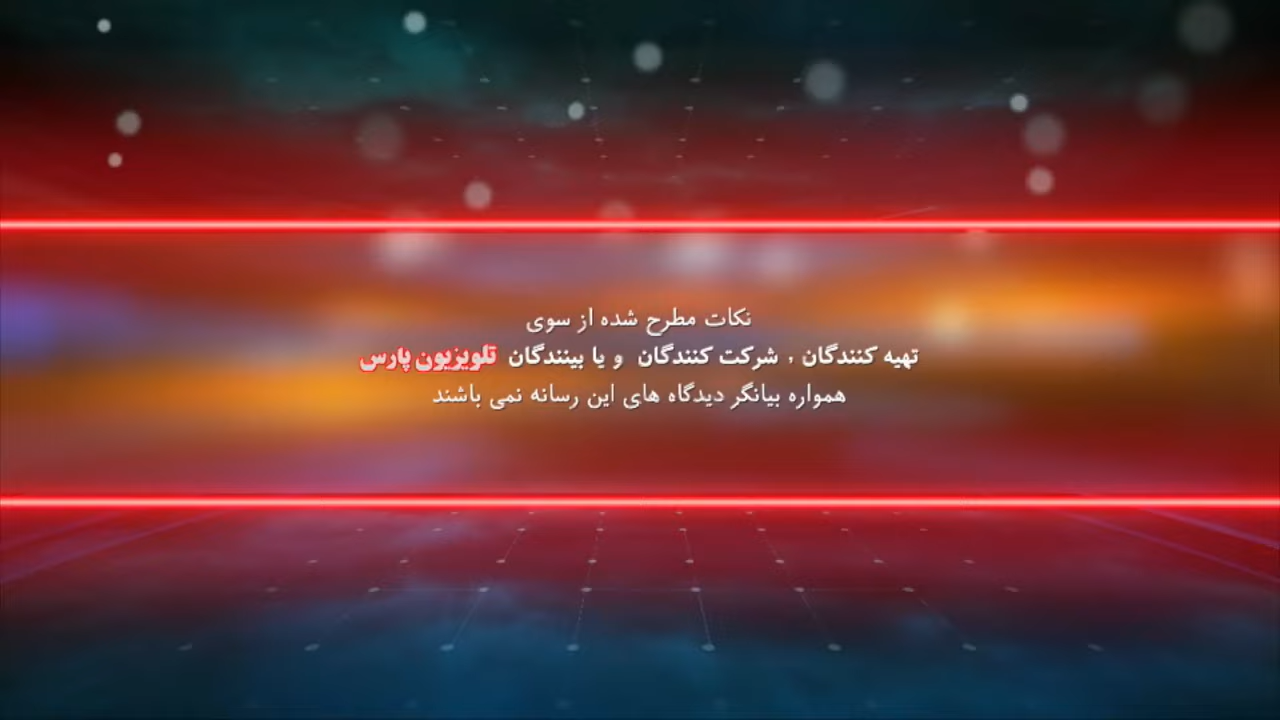 نکات مطرح شده از سوی
تهیه کنندگان ، شرکت کنندگان و یا بینندگان تلویزیون پارس
همواره بیانگر دیدگاه های این رسانه نمی باشند